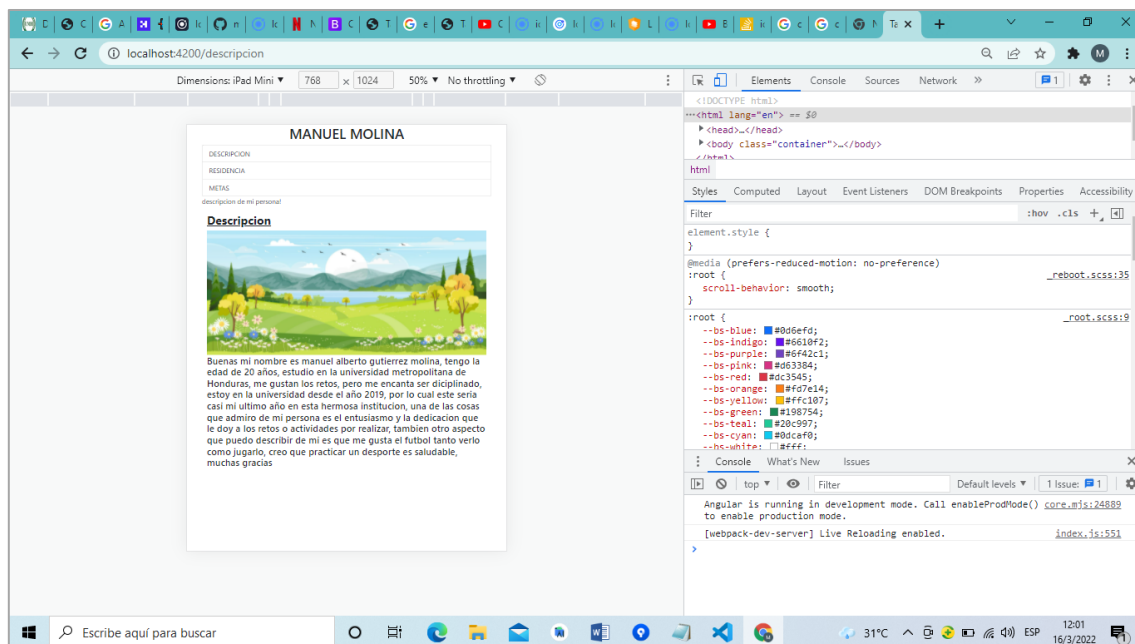 localhost:4200/descripcion
M
Dimensions: iPad Mini ▼ 768 x 1024 50% ▼ No throttling ▼
Elements Console Sources Network » 1
<!DOCTYPE html>
···<html lang="en"> == $0
▶<head>…</head>
▶<body class="container">…</body>
</html>
html
Styles Computed Layout Event Listeners DOM Breakpoints Properties Accessibility
Filter :hov .cls +
element.style {
}
@media (prefers-reduced-motion: no-preference)
:root { _reboot.scss:35
scroll-behavior: smooth;
}
:root { _root.scss:9
--bs-blue: #0d6efd;
--bs-indigo: #6610f2;
--bs-purple: #6f42c1;
--bs-pink: #d63384;
--bs-red: #dc3545;
--bs-orange: #fd7e14;
--bs-yellow: #ffc107;
--bs-green: #198754;
--bs-teal: #20c997;
--bs-cyan: #0dcaf0;
--bs-white: #fff;
Console What's New Issues
top ▼ Filter Default levels ▼ 1 Issue: 1
Angular is running in development mode. Call enableProdMode() core.mjs:24889
to enable production mode.
[webpack-dev-server] Live Reloading enabled. index.js:551
MANUEL MOLINA
DESCRIPCION
RESIDENCIA
METAS
descripcion de mi persona!
Descripcion
Buenas mi nombre es manuel alberto gutierrez molina, tengo la
edad de 20 años, estudio en la universidad metropolitana de
Honduras, me gustan los retos, pero me encanta ser diciplinado,
estoy en la universidad desde el año 2019, por lo cual este seria
casi mi ultimo año en esta hermosa institucion, una de las cosas
que admiro de mi persona es el entusiasmo y la dedicacion que
le doy a los retos o actividades por realizar, tambien otro aspecto
que puedo describir de mi es que me gusta el futbol tanto verlo
como jugarlo, creo que practicar un desporte es saludable,
muchas gracias
Escribe aquí para buscar
31°C ESP 12:01
16/3/2022